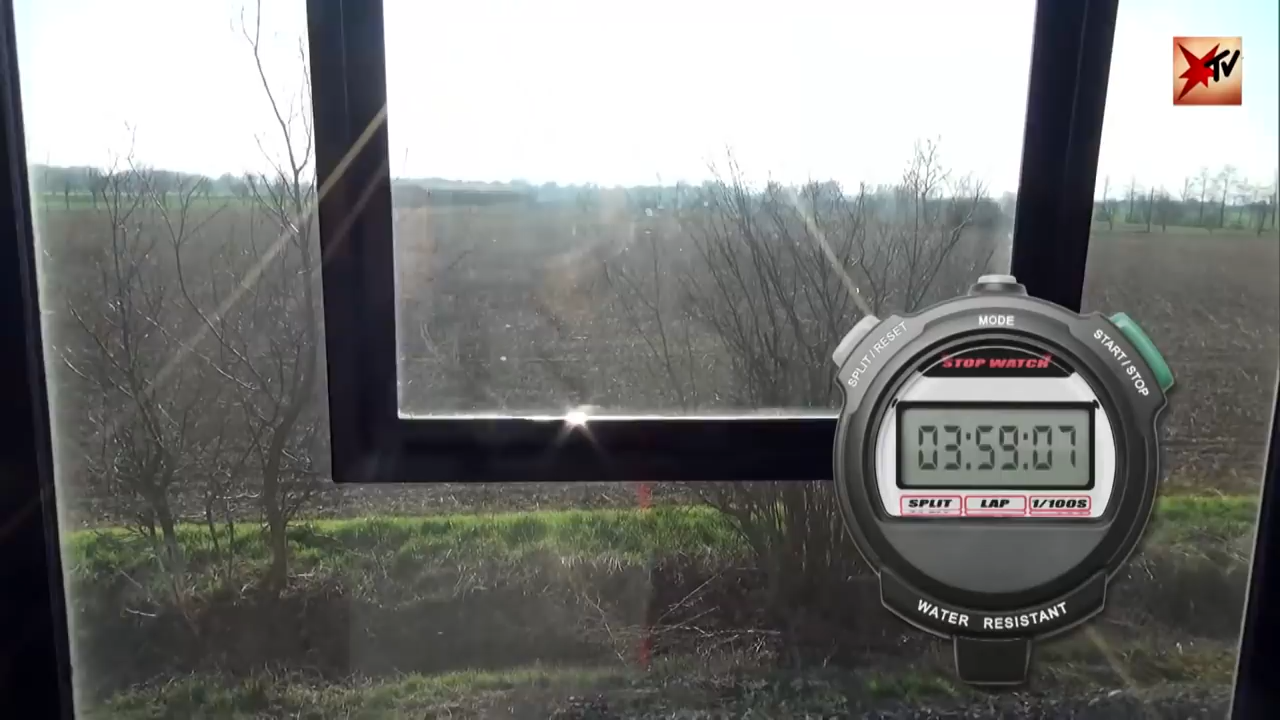 TV
MODE
SPLIT/RESET
START/STOP
STOP WATCH
03:59:07
SPLIT LAP 1/100S
WATER RESISTANT